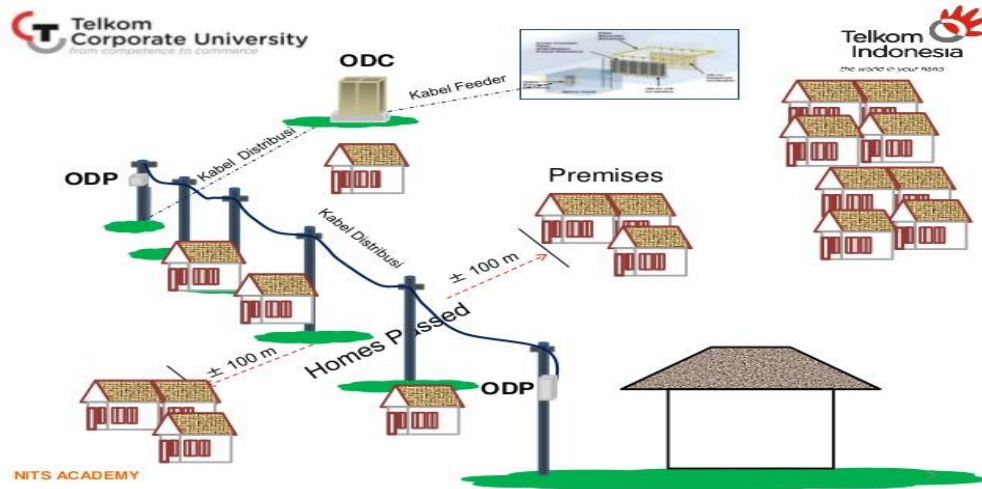 Telkom
Corporate University
from competence to commerce
Telkom
Indonesia
the world in your hand
ODC
Kabel Feeder
Kabel Distribusi
ODP
Premises
Kabel Distribusi
± 100 m
Homes Passed
± 100 m
ODP
NITS ACADEMY